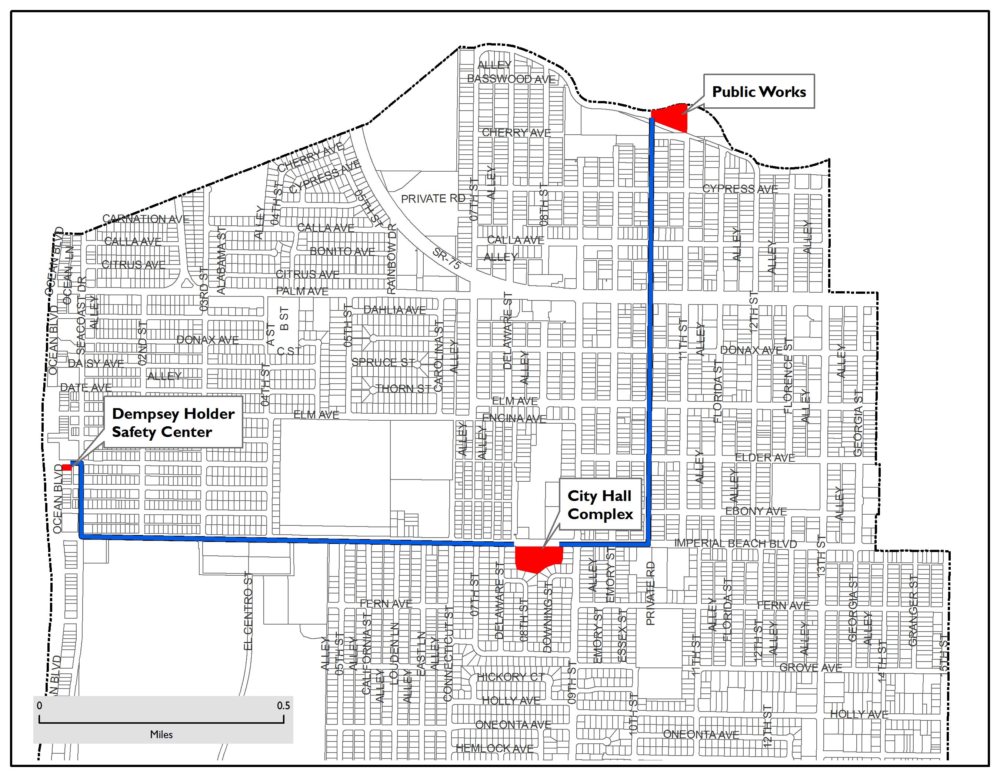 ALLEY
BASSWOOD AVE
Public Works
CHERRY AVE
CHERRY AVE
CYPRESS AVE
CYPRESS AVE
04TH ST
05TH ST
ALLEY
07TH ST
ALLEY
08TH ST
PRIVATE RD
CARNATION AVE
CALLA AVE
CALLA AVE
CALLA AVE
OCEAN BLVD
OCEAN LN
ALABAMA ST
BONITO AVE
RAINBOW DR
SR-75
ALLEY
ALLEY
ALLEY
ALLEY
CITRUS AVE
CITRUS AVE
03RD ST
SEACOAST DR
ALLEY
PALM AVE
DAHLIA AVE
B ST
A ST
C ST
05TH ST
OCEAN BLVD
02ND ST
DONAX AVE
DONAX AVE
CAROLINA ST
ALLEY
DELAWARE ST
ALLEY
11TH ST
ALLEY
12TH ST
FLORENCE ST
ALLEY
SPRUCE ST
DAISY AVE
ALLEY
04TH ST
DATE AVE
THORN ST
FLORIDA ST
ALLEY
GEORGIA ST
ELM AVE
ELM AVE
ENCINA AVE
Dempsey Holder
Safety Center
ALLEY
ALLEY
ELDER AVE
ALLEY
ALLEY
ALLEY
OCEAN BLVD
City Hall
Complex
EBONY AVE
IMPERIAL BEACH BLVD
13TH ST
ALLEY
EMORY ST
PRIVATE RD
EL CENTRO ST
07TH ST
DELAWARE ST
08TH ST
DOWNING ST
FERN AVE
FERN AVE
ALLEY
FLORIDA ST
12TH ST
ALLEY
ALLEY
GEORGIA ST
ALLEY
GRANGER ST
ALLEY
05TH ST
ALLEY
CALIFORNIA ST
ALLEY
LOUDEN LN
ALLEY
EAST LN
ALLEY
CONNECTICUT ST
EMORY ST
ESSEX ST
11TH ST
14TH ST
15TH ST
GROVE AVE
HICKORY CT
09TH ST
HOLLY AVE
HOLLY AVE
10TH ST
12TH ST
ONEONTA AVE
ONEONTA AVE
HEMLOCK AVE
AN BLVD
0 0.5
Miles